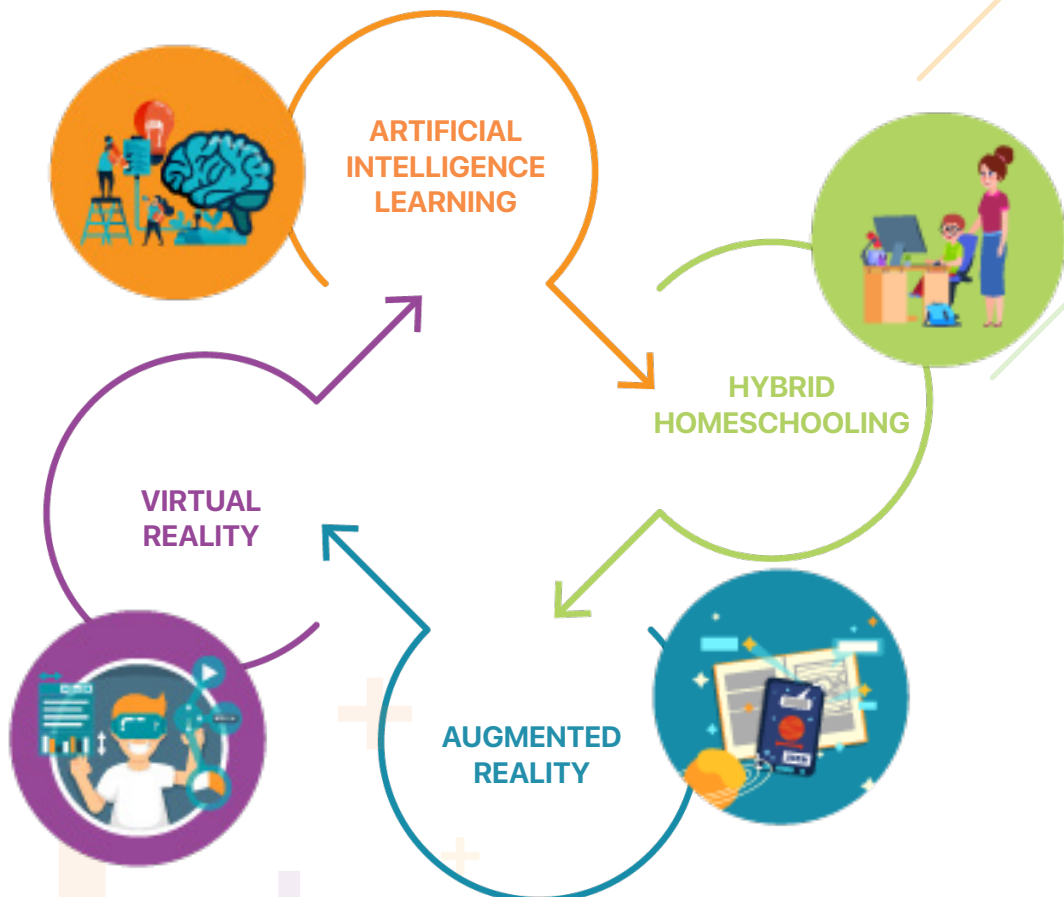 ARTIFICIAL
INTELLIGENCE
LEARNING
HYBRID
HOMESCHOOLING
VIRTUAL
REALITY
AUGMENTED
REALITY